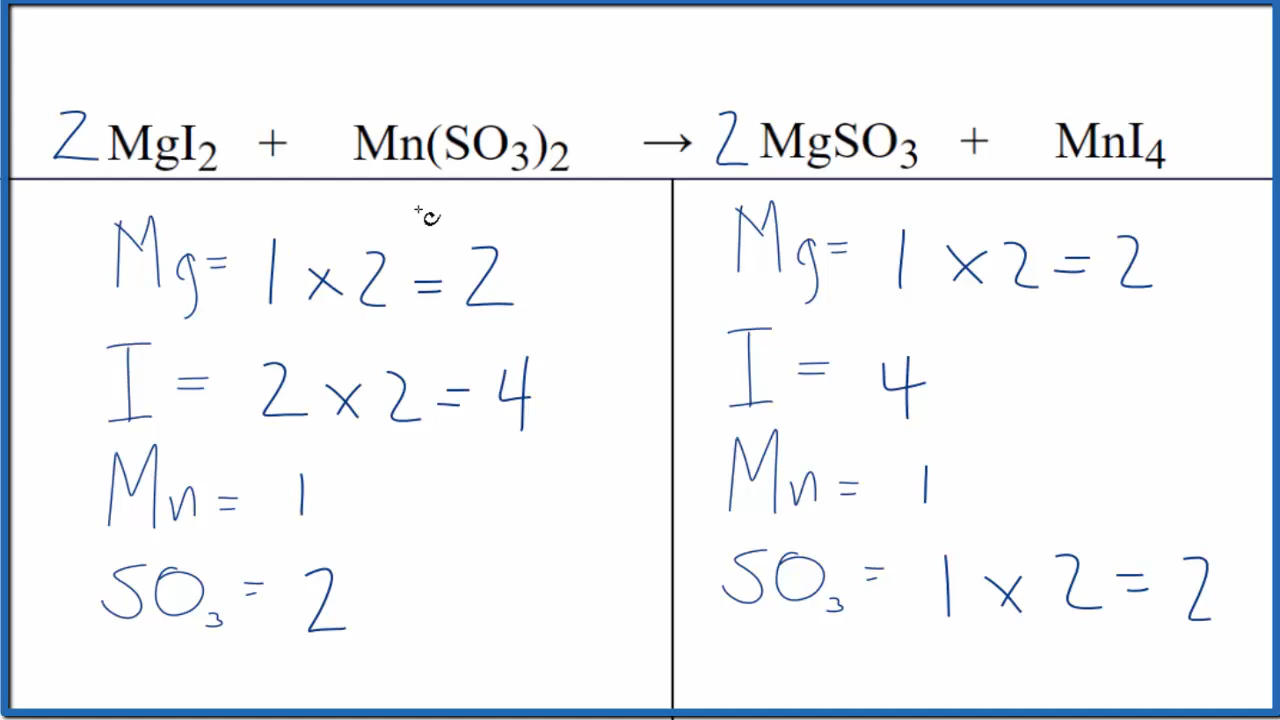 2 MgI₂ + Mn(SO₃)₂ → 2 MgSO₃ + MnI₄
Mg = 1 x 2 = 2
I = 2 x 2 = 4
Mn = 1
SO₃ = 2
Mg = 1 x 2 = 2
I = 4
Mn = 1
SO₃ = 1 x 2 = 2